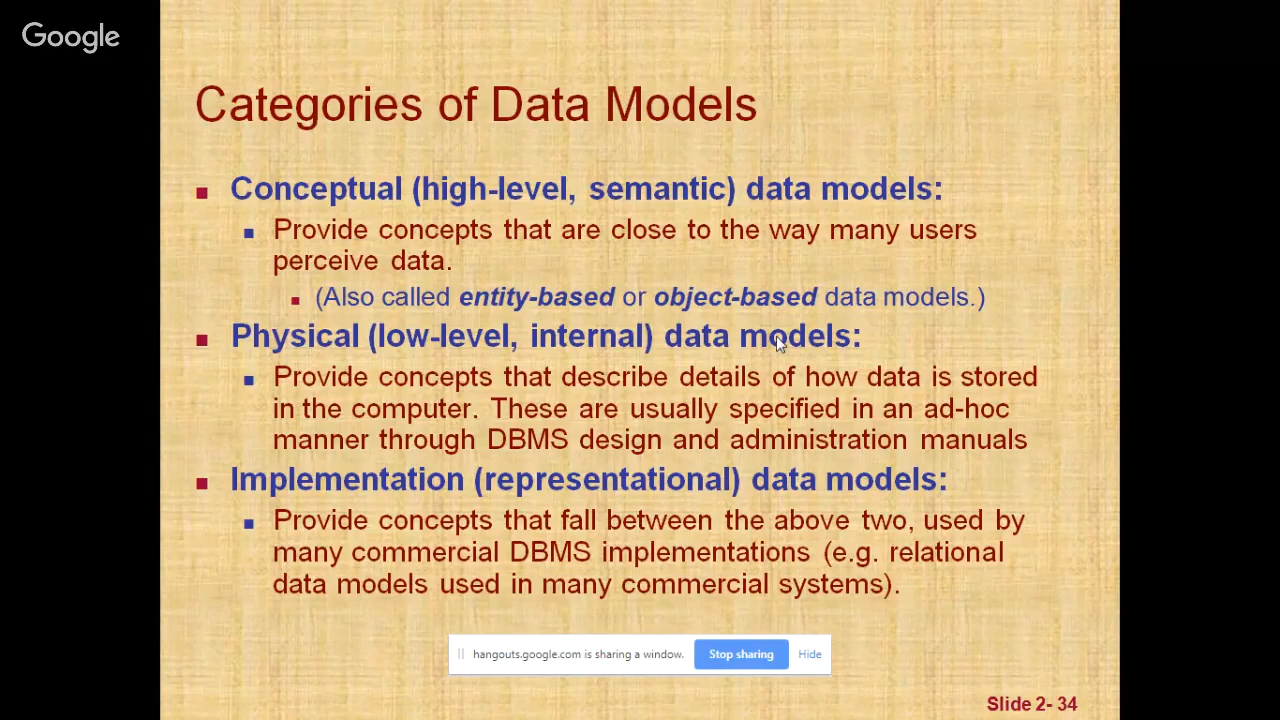 Google
Categories of Data Models
Conceptual (high-level, semantic) data models:
Provide concepts that are close to the way many users
perceive data.
(Also called entity-based or object-based data models.)
Physical (low-level, internal) data models:
Provide concepts that describe details of how data is stored
in the computer. These are usually specified in an ad-hoc
manner through DBMS design and administration manuals
Implementation (representational) data models:
Provide concepts that fall between the above two, used by
many commercial DBMS implementations (e.g. relational
data models used in many commercial systems).
hangouts.google.com is sharing a window. Stop sharing Hide
Slide 2- 34